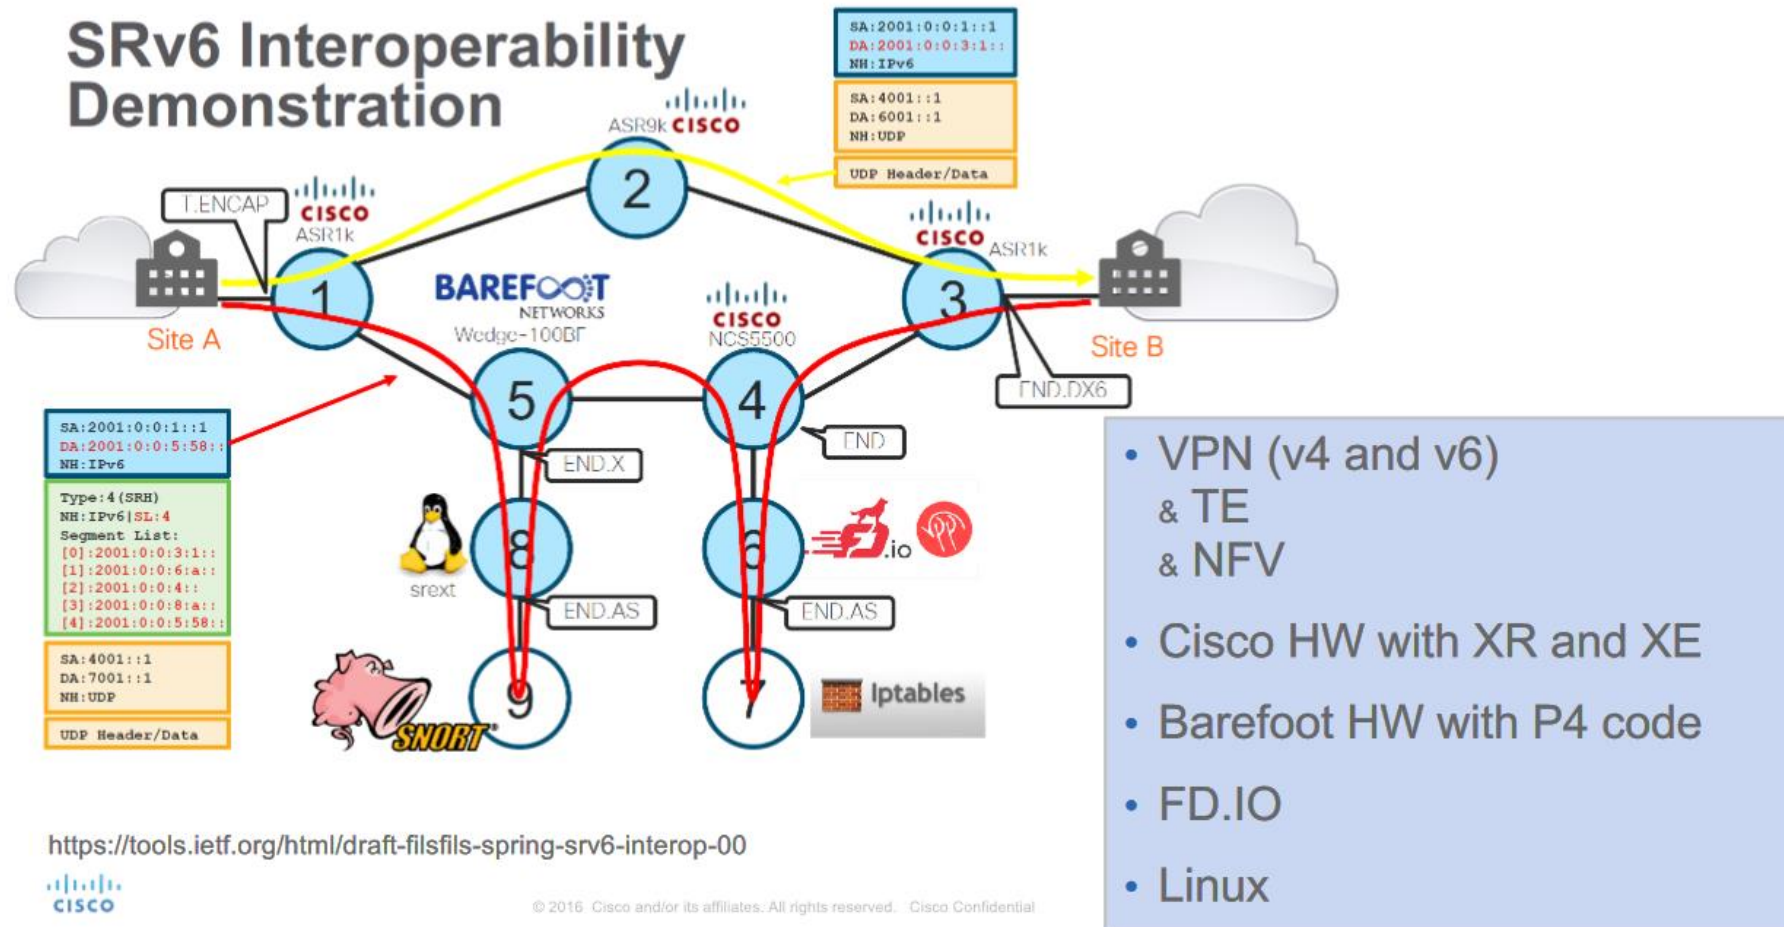 SRv6 Interoperability
Demonstration
SA:2001:0:0:1::1
DA:2001:0:0:3:1::
NH:IPv6
SA:4001::1
DA:6001::1
NH:UDP
UDP Header/Data
ASR9k CISCO
2
T.ENCAP
CISCO
ASR1k
1
CISCO
ASR1k
3
Site A
Site B
BAREFOOT
NETWORKS
Wedge-100BF
5
CISCO
NCS5500
4
END.DX6
END
END.X
SA:2001:0:0:1::1
DA:2001:0:0:5:58::
NH:IPv6
Type:4(SRH)
NH:IPv6|SL:4
Segment List:
[0]:2001:0:0:3:1::
[1]:2001:0:0:6:a::
[2]:2001:0:0:4::
[3]:2001:0:0:8:a::
[4]:2001:0:0:5:58::
SA:4001::1
DA:7001::1
NH:UDP
UDP Header/Data
srext
8
6
.io
vpp
END.AS
END.AS
SNORT®
9
7
Iptables
• VPN (v4 and v6)
& TE
& NFV
• Cisco HW with XR and XE
• Barefoot HW with P4 code
• FD.IO
• Linux
https://tools.ietf.org/html/draft-filsfils-spring-srv6-interop-00
CISCO
© 2016 Cisco and/or its affiliates. All rights reserved. Cisco Confidential